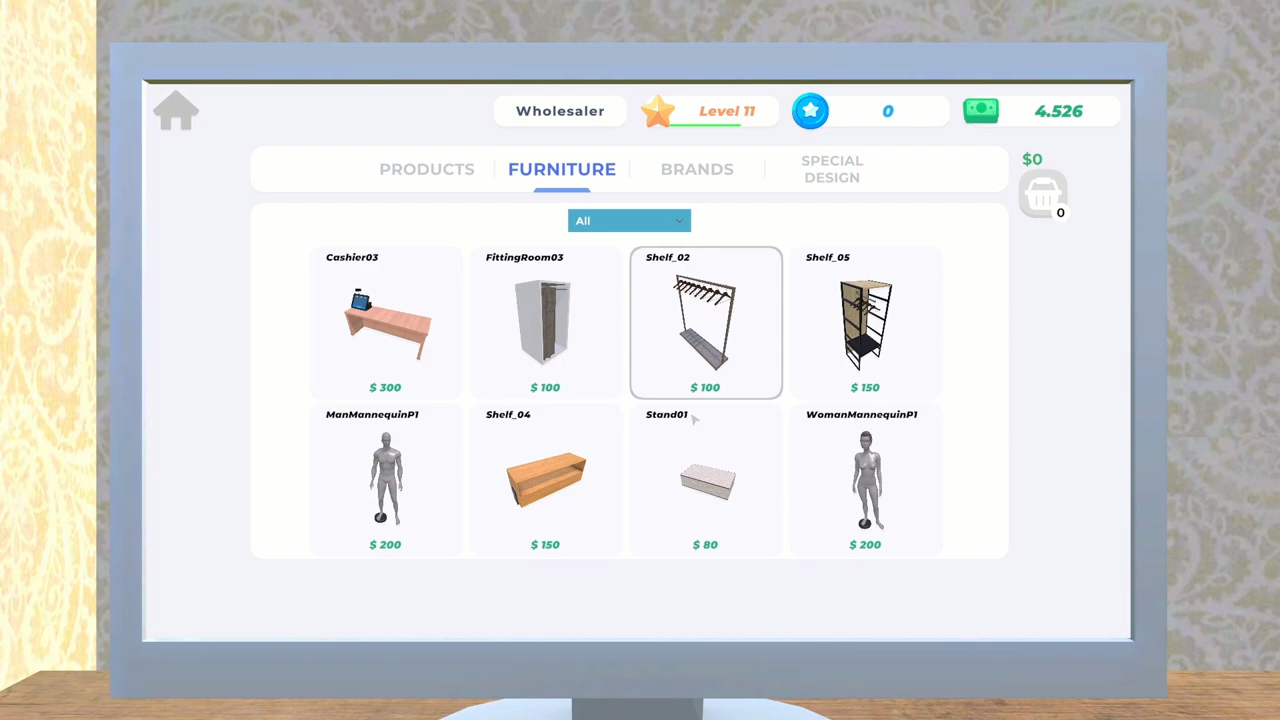 Wholesaler
Level 11
0
4.526
PRODUCTS
FURNITURE
BRANDS
SPECIAL
DESIGN
$0
0
All
Cashier03
FittingRoom03
Shelf_02
Shelf_05
$ 300
$ 100
$ 100
$ 150
ManMannequinP1
Shelf_04
Stand01
WomanMannequinP1
$ 200
$ 150
$ 80
$ 200